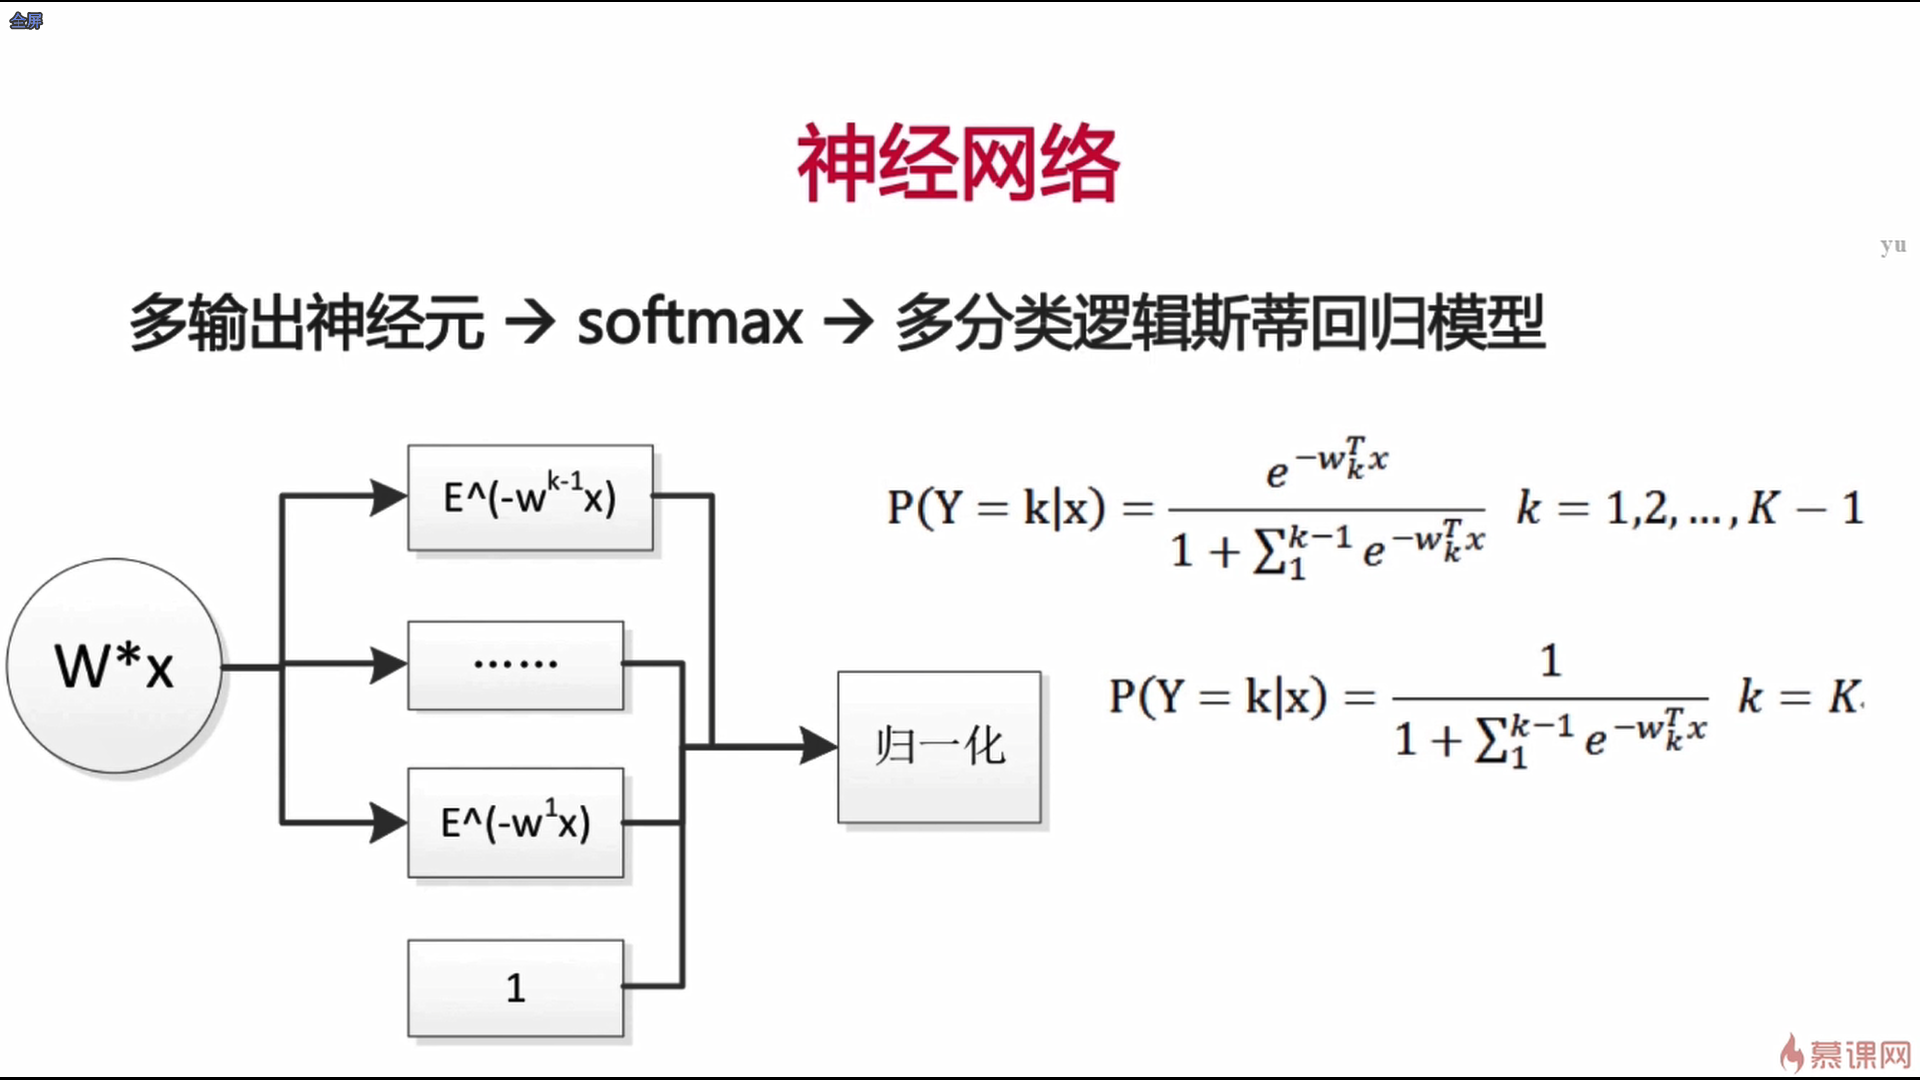 全屏
神经网络
yu
多输出神经元 → softmax → 多分类逻辑斯蒂回归模型
E^(-w^{k-1}x)
P(Y = k|x) = \frac{e^{-w_k^T x}}{1 + \sum_1^{k-1} e^{-w_k^T x}} k = 1,2, … , K − 1
W*x
……
归一化
P(Y = k|x) = \frac{1}{1 + \sum_1^{k-1} e^{-w_k^T x}} k = K
E^(-w^1x)
1
慕课网